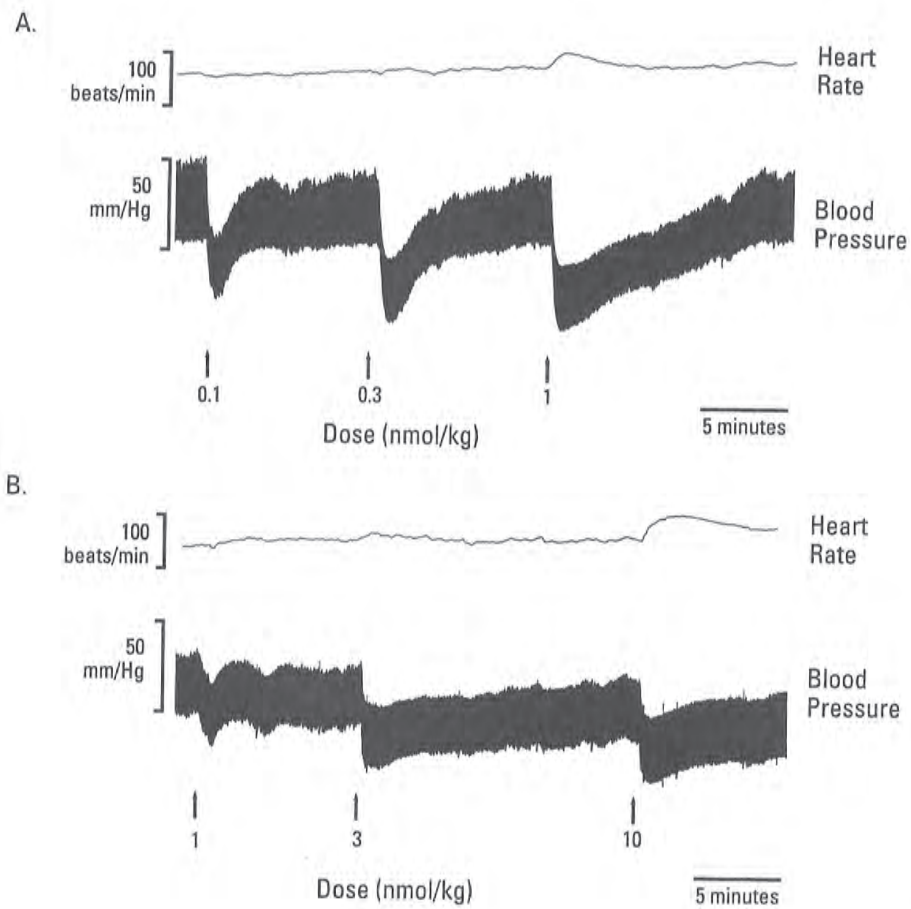 A.
100
beats/min
Heart
Rate
50
mm/Hg
Blood
Pressure
0.1
0.3
1
Dose (nmol/kg)
5 minutes
B.
100
beats/min
Heart
Rate
50
mm/Hg
Blood
Pressure
1
3
10
Dose (nmol/kg)
5 minutes